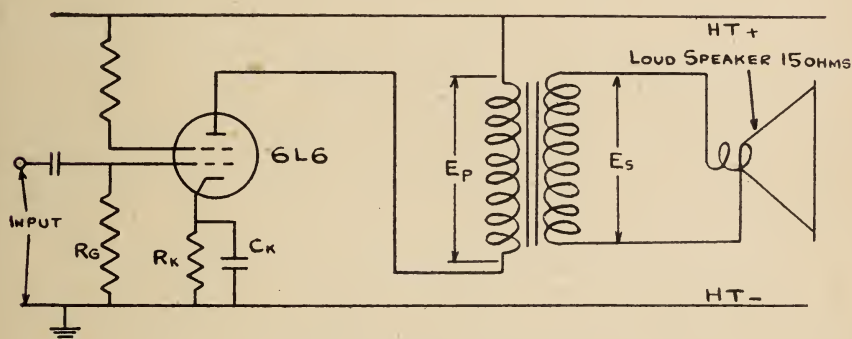 HT+
LOUD SPEAKER 15 OHMS
6L6
EP
ES
INPUT
RG
RK
CK
HT-